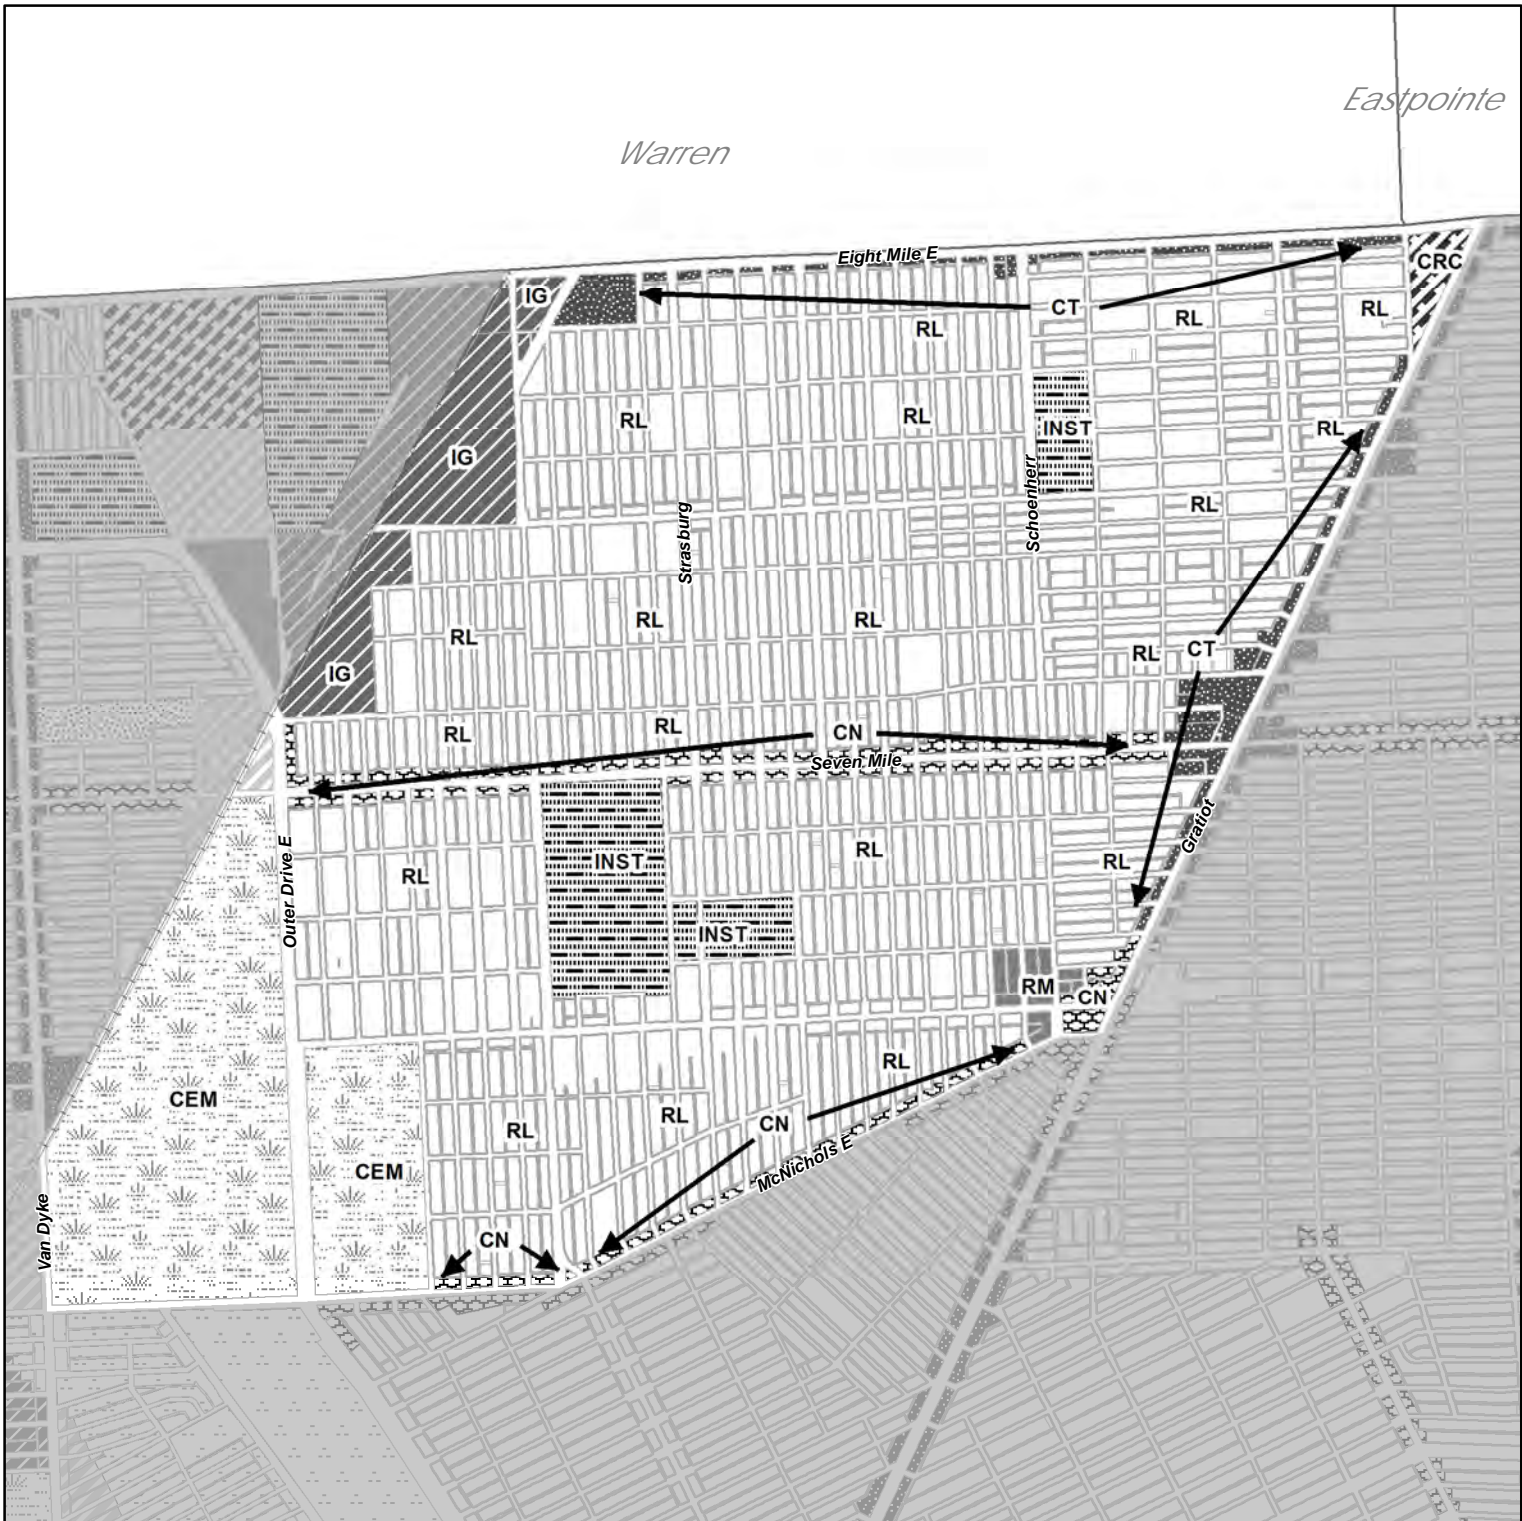 Eastpointe
Warren
Eight Mile E
CRC
IG
CT
RL
RL
RL
RL
RL
INST
RL
IG
RL
Strasburg
Schoenherr
RL
RL
RL
RL
CT
IG
RL
RL
CN
Seven Mile
Gratiot
Outer Drive E
RL
INST
RL
RL
INST
RM
CN
RL
CEM
RL
RL
CN
McNichols E
CEM
Van Dyke
CN